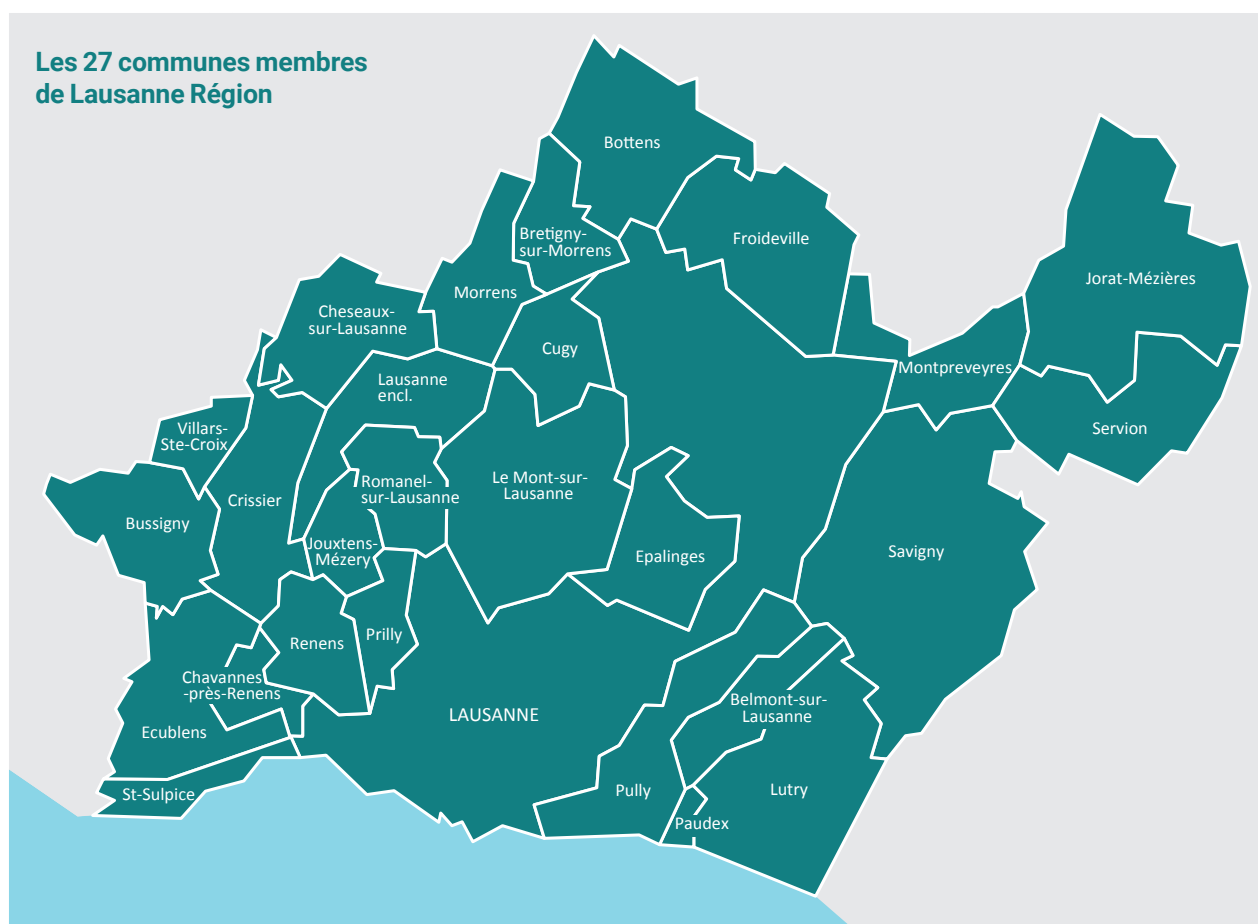 Les 27 communes membres
de Lausanne Région
Bottens
Froideville
Bretigny-
sur-Morrens
Jorat-Mézières
Morrens
Cheseaux-
sur-Lausanne
Cugy
Montpreveyres
Lausanne
encl.
Villars-
Ste-Croix
Servion
Romanel-
sur-Lausanne
Le Mont-sur-
Lausanne
Crissier
Bussigny
Jouxtens-
Mézery
Epalinges
Savigny
Renens
Prilly
Chavannes
-près-Renens
Belmont-sur-
Lausanne
LAUSANNE
Ecublens
St-Sulpice
Pully
Lutry
Paudex